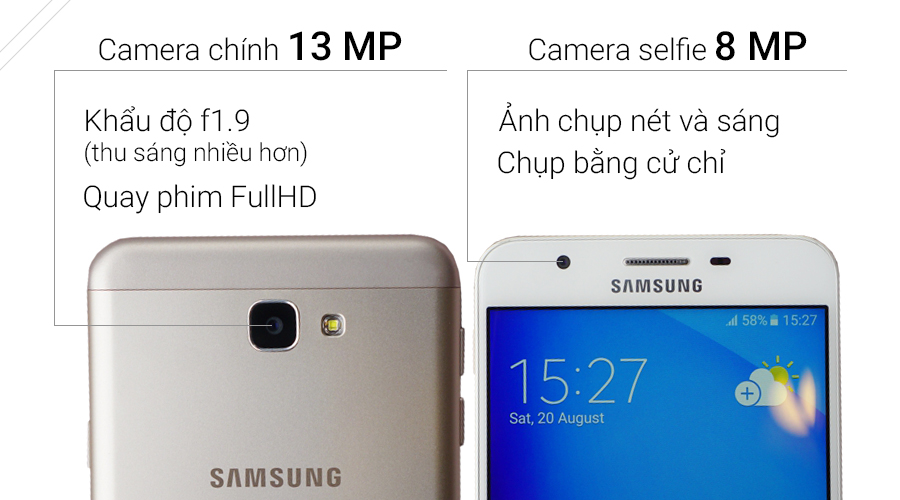 Camera chính 13 MP
Khẩu độ f1.9
(thu sáng nhiều hơn)
Quay phim FullHD
Camera selfie 8 MP
Ảnh chụp nét và sáng
Chụp bằng cử chỉ
SAMSUNG
SAMSUNG
58% 15:27
15:27
Sat, 20 August